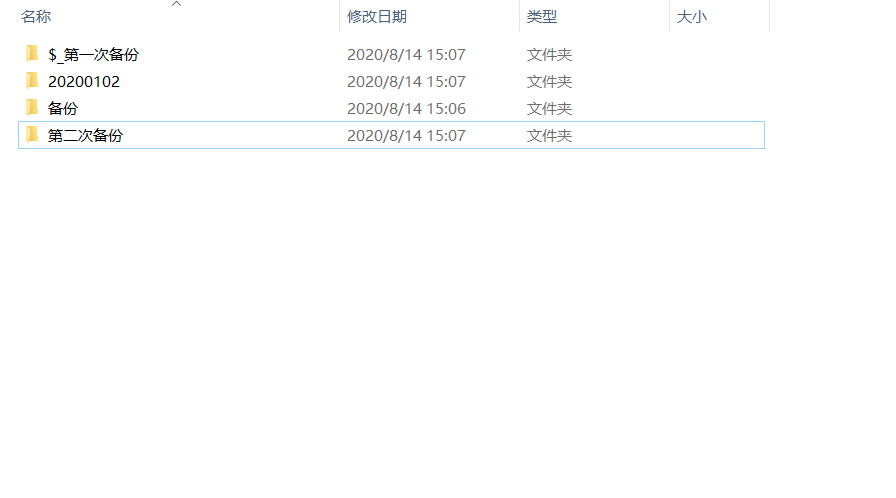 名称 修改日期 类型 大小
$_第一次备份 2020/8/14 15:07 文件夹
20200102 2020/8/14 15:07 文件夹
备份 2020/8/14 15:06 文件夹
第二次备份 2020/8/14 15:07 文件夹